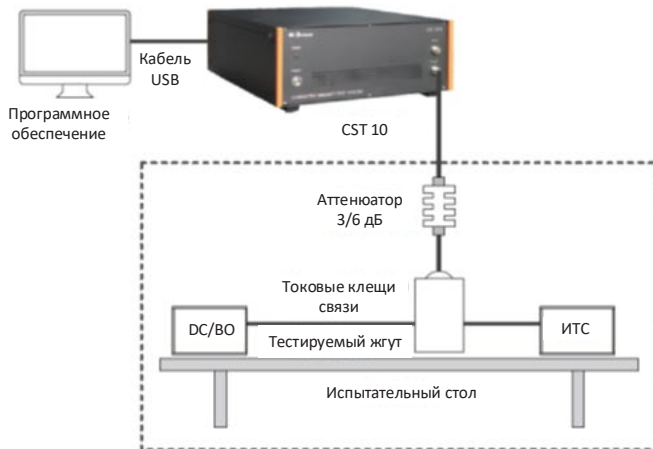 Кабель
USB
Программное
обеспечение
CST 10
Аттенюатор
3/6 дБ
Токовые клещи
связи
DC/BO
Тестируемый жгут
ИТС
Испытательный стол